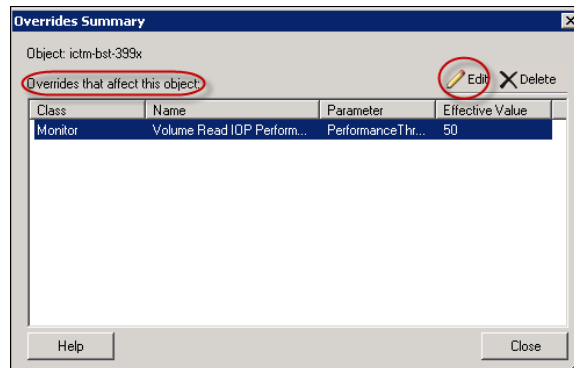 Overrides Summary
Object: ictm-bst-399x
Overrides that affect this object:
Edit Delete
Class Name Parameter Effective Value
Monitor Volume Read IOP Perform... PerformanceThr... 50
Help Close